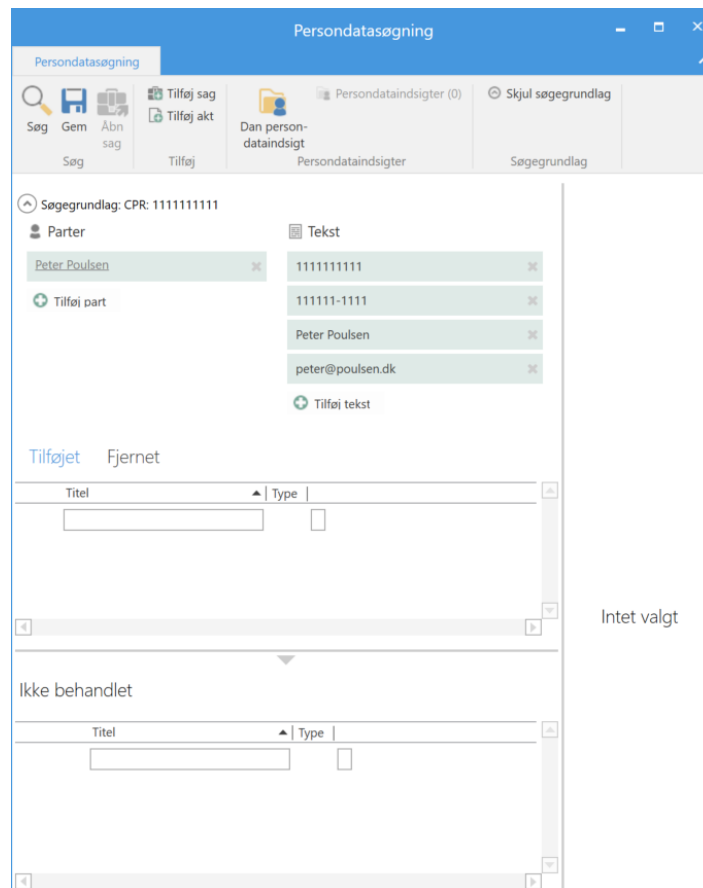 Persondatasøgning
Persondatasøgning
Søg
Gem
Åbn sag
Tilføj sag
Tilføj akt
Dan person-
dataindsigt
Persondataindsigter (0)
Skjul søgegrundlag
Søg
Tilføj
Persondataindsigter
Søgegrundlag
Søgegrundlag: CPR: 1111111111
Parter
Peter Poulsen
Tilføj part
Tekst
1111111111
111111-1111
Peter Poulsen
peter@poulsen.dk
Tilføj tekst
Tilføjet Fjernet
Titel Type
Intet valgt
Ikke behandlet
Titel Type